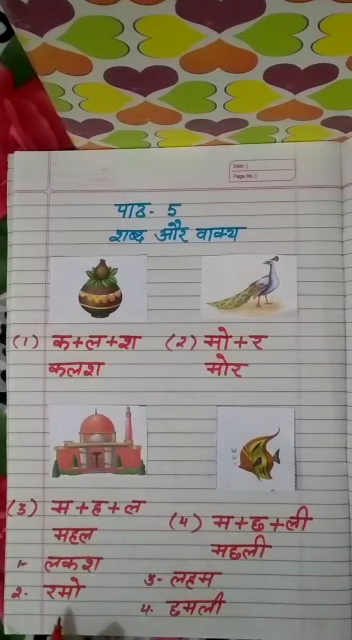 Date :
Page No. :
पाठ- 5
शब्द और वाक्य
(1) क+ल+श
कलश
(2) मो+र
मोर
(3) म+ह+ल
महल
(4) म+छ+ली
मछली
1- लकश
2- रमो
3- लहम
4. छमली